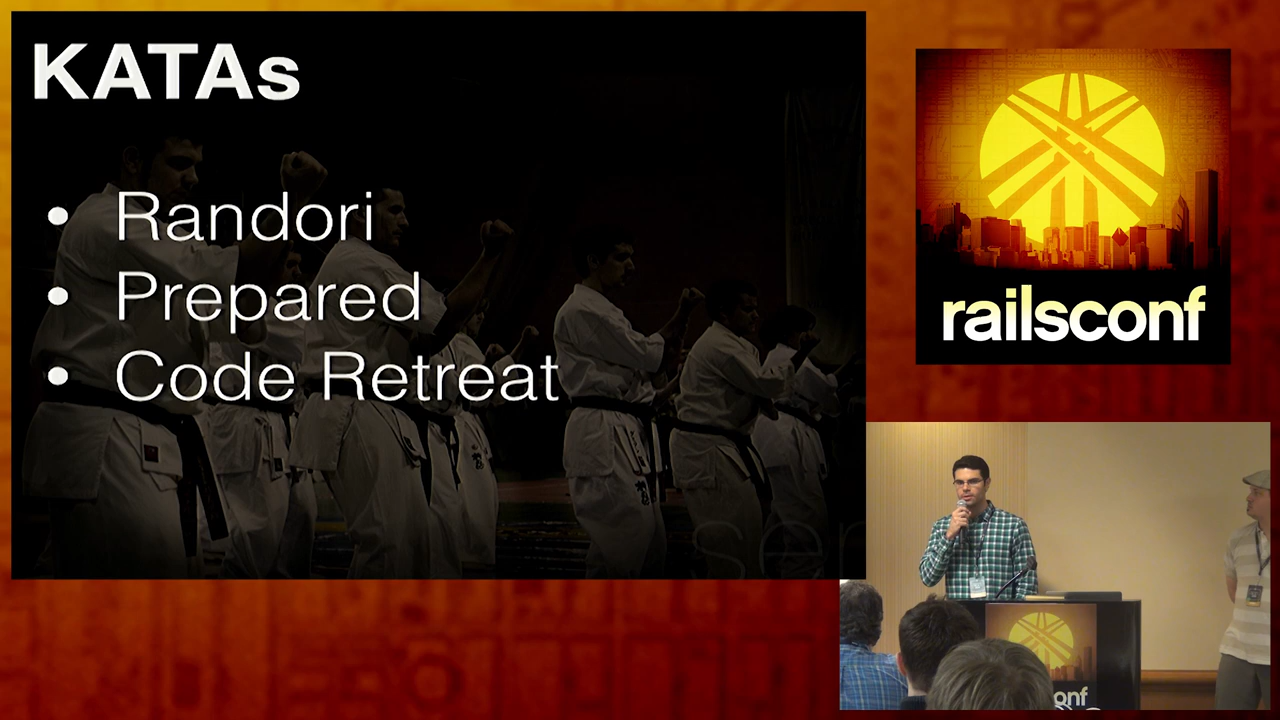 KATAs
• Randori
• Prepared
• Code Retreat
railsconf